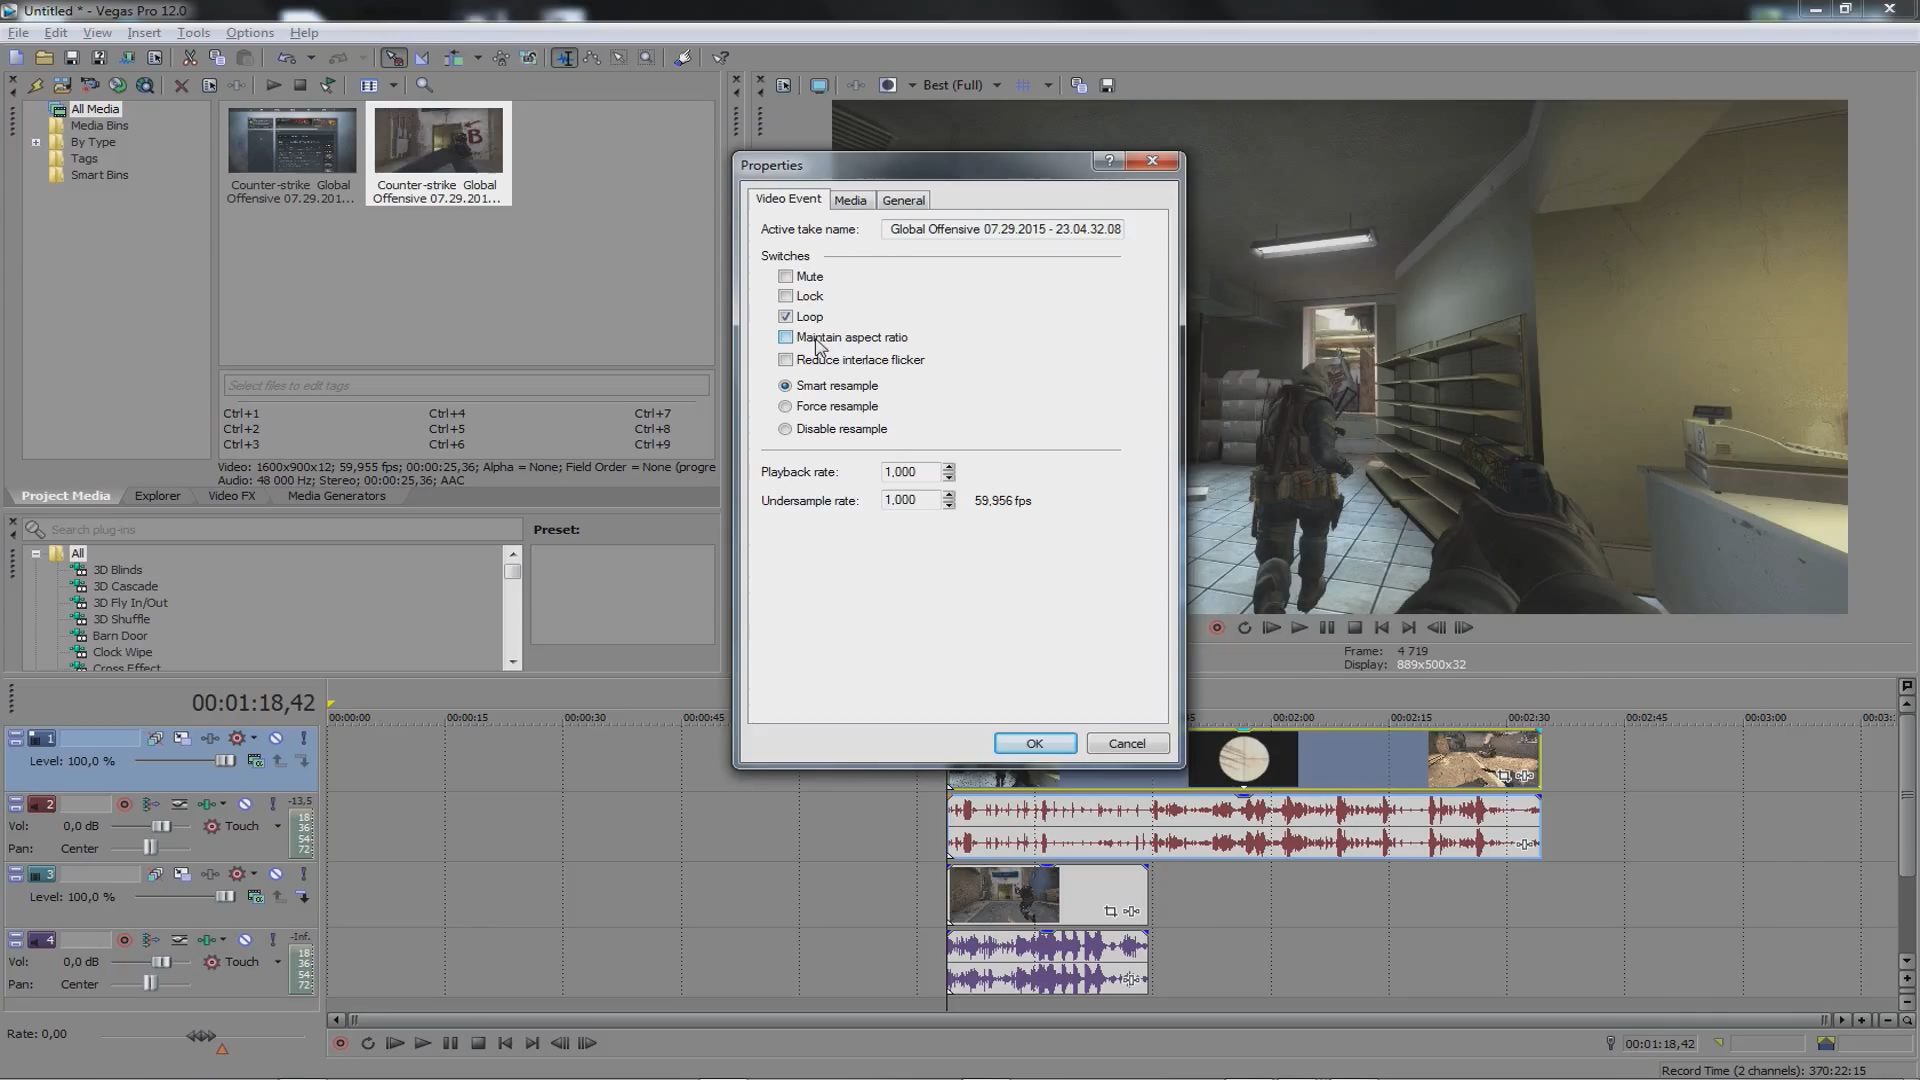 Untitled * - Vegas Pro 12.0
File Edit View Insert Tools Options Help
Best (Full)
All Media
Media Bins
By Type
Tags
Smart Bins
Counter-strike Global
Offensive 07.29.201...
Counter-strike Global
Offensive 07.29.201...
Select files to edit tags
Ctrl+1 Ctrl+4 Ctrl+7
Ctrl+2 Ctrl+5 Ctrl+8
Ctrl+3 Ctrl+6 Ctrl+9
Video: 1600x900x12; 59,955 fps; 00:00:25,36; Alpha = None; Field Order = None (progre
Audio: 48 000 Hz; Stereo; 00:00:25,36; AAC
Project Media Explorer Video FX Media Generators
Search plug-ins
Preset:
All
3D Blinds
3D Cascade
3D Fly In/Out
3D Shuffle
Barn Door
Clock Wipe
Cross Effect
Properties
Video Event Media General
Active take name: Global Offensive 07.29.2015 - 23.04.32.08
Switches
Mute
Lock
Loop
Maintain aspect ratio
Reduce interlace flicker
Smart resample
Force resample
Disable resample
Playback rate: 1,000
Undersample rate: 1,000 59,956 fps
OK Cancel
Frame: 4 719
Display: 889x500x32
00:01:18,42
00:00:00 00:00:15 00:00:30 00:00:45 00:02:00 00:02:15 00:02:30 00:02:45 00:03:00 00:03:
1
Level: 100,0 %
2 -13,5
Vol: 0,0 dB Touch
Pan: Center
18
36
54
72
3
Level: 100,0 %
4 -Inf.
Vol: 0,0 dB Touch
Pan: Center
18
36
54
72
Rate: 0,00
00:01:18,42
Record Time (2 channels): 370:22:15